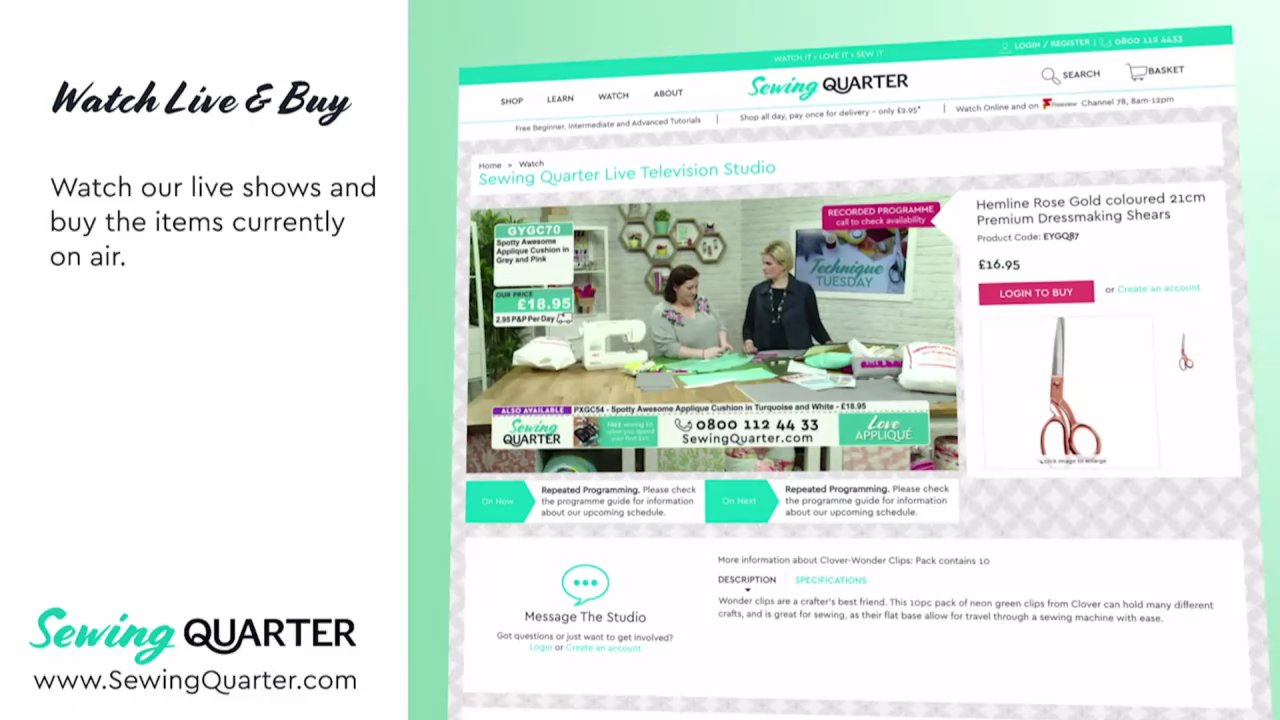 Watch Live & Buy
Watch our live shows and
buy the items currently
on air.
Sewing QUARTER
www.SewingQuarter.com
WATCH IT • LOVE IT • SEW IT
LOGIN / REGISTER | 0800 112 4433
SHOP LEARN WATCH ABOUT
Sewing QUARTER
SEARCH BASKET
Free Beginner, Intermediate and Advanced Tutorials | Shop all day, pay once for delivery - only £2.95* | Watch Online and on Freeview Channel 78, 8am-12pm
Home > Watch
Sewing Quarter Live Television Studio
RECORDED PROGRAMME
call to check availability
GYGC70
Spotty Awesome
Applique Cushion in
Grey and Pink
OUR PRICE
£18.95
2.95 P&P Per Day
Technique
TUESDAY
ALSO AVAILABLE PXGC54 - Spotty Awesome Applique Cushion in Turquoise and White - £18.95
Sewing
QUARTER
0800 112 44 33
SewingQuarter.com
Love
APPLIQUÉ
Hemline Rose Gold coloured 21cm
Premium Dressmaking Shears
Product Code: EYGQ87
£16.95
LOGIN TO BUY or Create an account
Click image to enlarge
On Now
Repeated Programming. Please check
the programme guide for information
about our upcoming schedule.
On Next
Repeated Programming. Please check
the programme guide for information
about our upcoming schedule.
Message The Studio
Got questions or just want to get involved?
Login or Create an account
More information about Clover-Wonder Clips: Pack contains 10
DESCRIPTION SPECIFICATIONS
Wonder clips are a crafter's best friend. This 10pc pack of neon green clips from Clover can hold many different
crafts, and is great for sewing, as their flat base allow for travel through a sewing machine with ease.